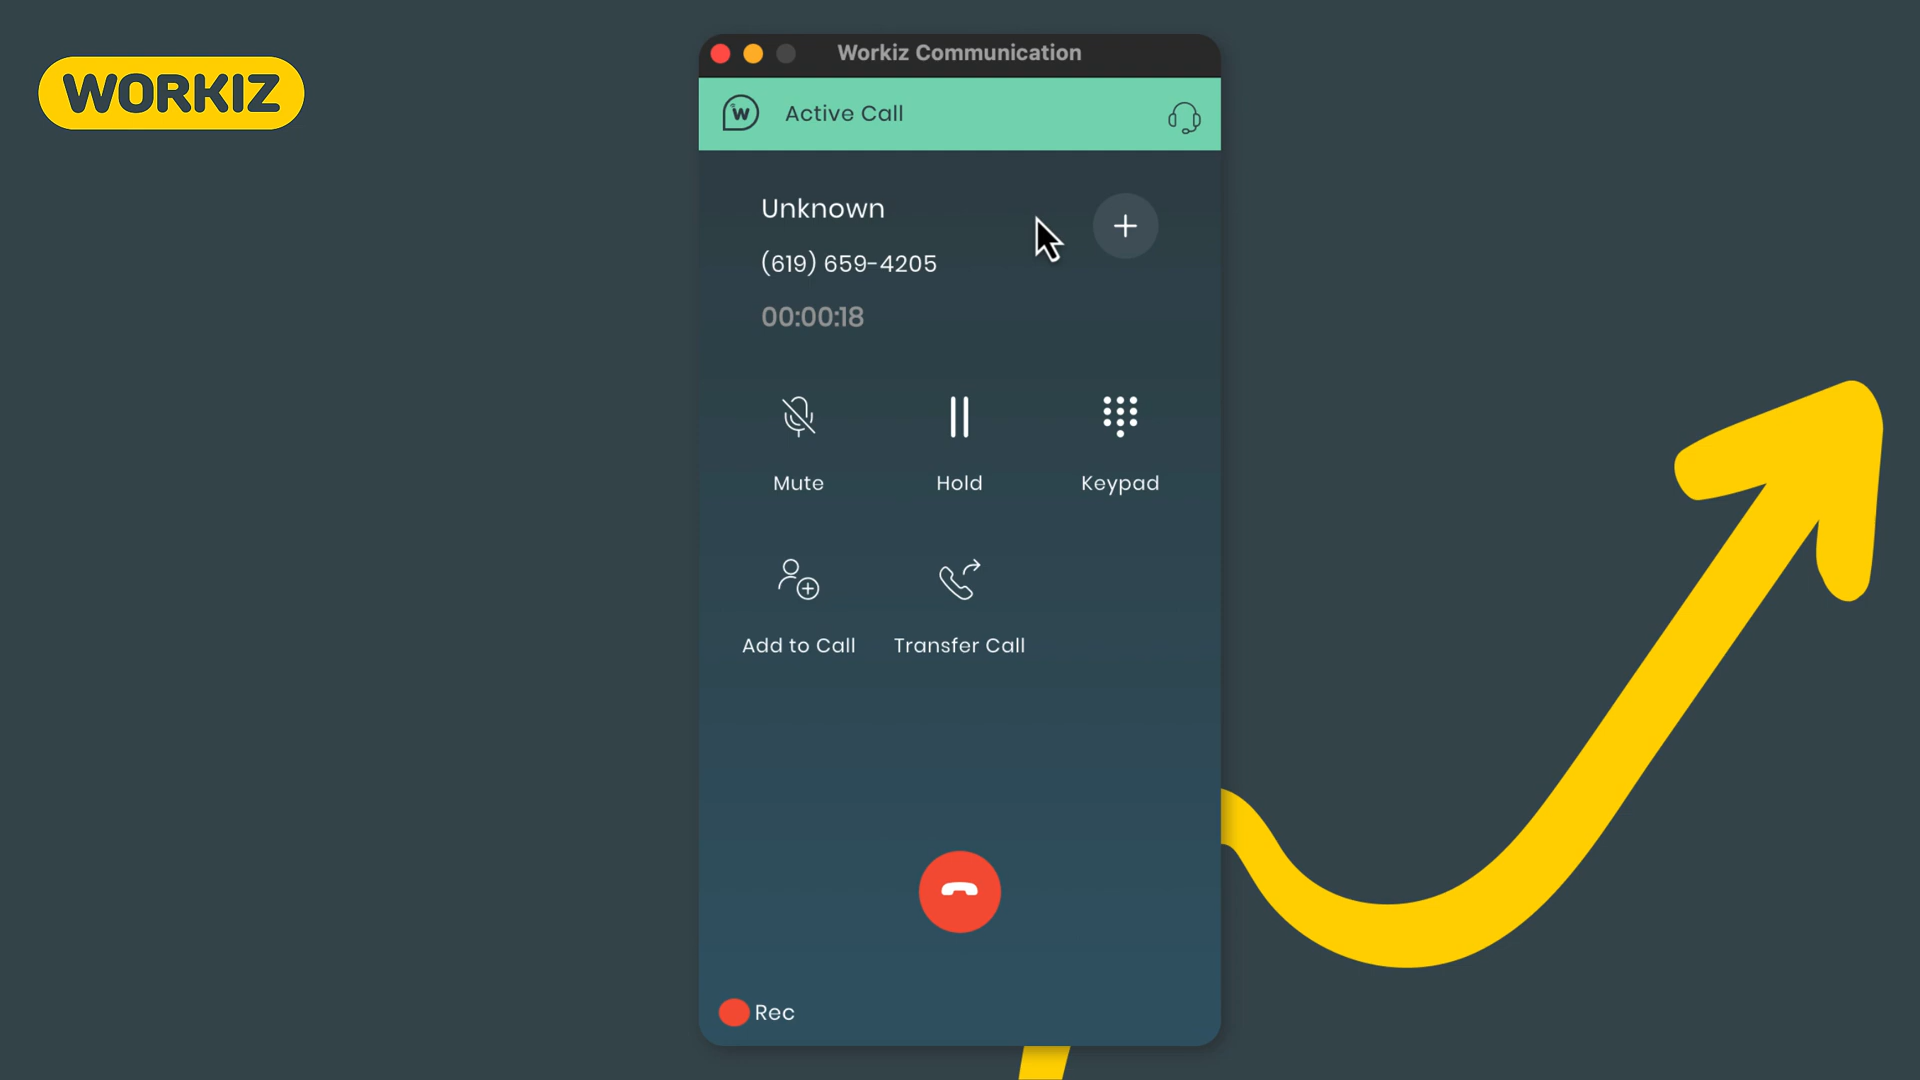 WORKIZ
Workiz Communication
W
Active Call
Unknown
(619) 659-4205
00:00:18
Mute
Hold
Keypad
Add to Call
Transfer Call
Rec